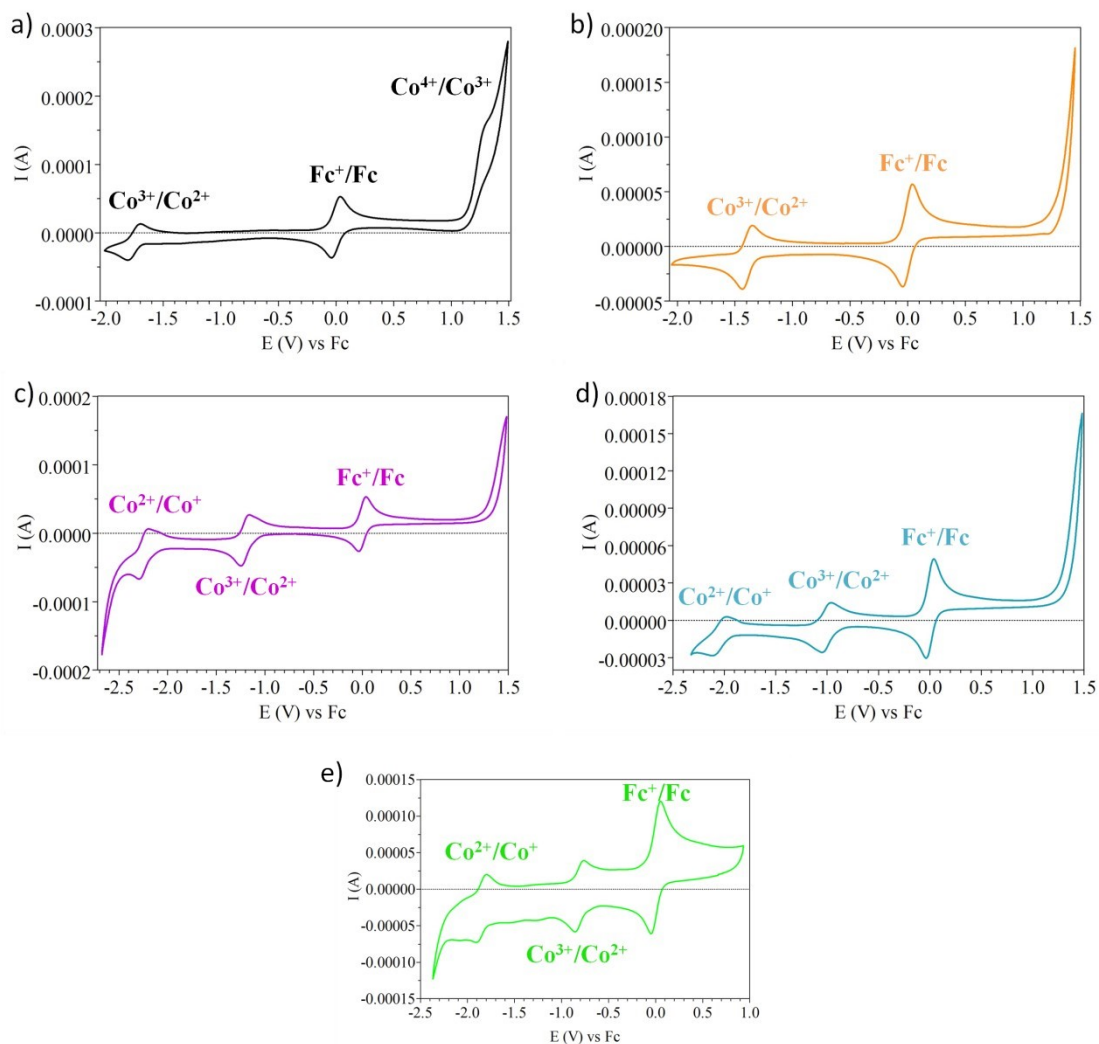 a)
0.0003
0.0002
0.0001
0.0000
-0.0001
I (A)
Co³⁺/Co²⁺
Fc⁺/Fc
Co⁴⁺/Co³⁺
-2.0 -1.5 -1.0 -0.5 0.0 0.5 1.0 1.5
E (V) vs Fc
b)
0.00020
0.00015
0.00010
0.00005
0.00000
-0.00005
I (A)
Co³⁺/Co²⁺
Fc⁺/Fc
-2.0 -1.5 -1.0 -0.5 0.0 0.5 1.0 1.5
E (V) vs Fc
c)
0.0002
0.0001
0.0000
-0.0001
-0.0002
I (A)
Co²⁺/Co⁺
Co³⁺/Co²⁺
Fc⁺/Fc
-2.5 -2.0 -1.5 -1.0 -0.5 0.0 0.5 1.0 1.5
E (V) vs Fc
d)
0.00018
0.00015
0.00012
0.00009
0.00006
0.00003
0.00000
-0.00003
I (A)
Co²⁺/Co⁺
Co³⁺/Co²⁺
Fc⁺/Fc
-2.5 -2.0 -1.5 -1.0 -0.5 0.0 0.5 1.0 1.5
E (V) vs Fc
e)
0.00015
0.00010
0.00005
0.00000
-0.00005
-0.00010
-0.00015
I (A)
Co²⁺/Co⁺
Co³⁺/Co²⁺
Fc⁺/Fc
-2.5 -2.0 -1.5 -1.0 -0.5 0.0 0.5 1.0
E (V) vs Fc